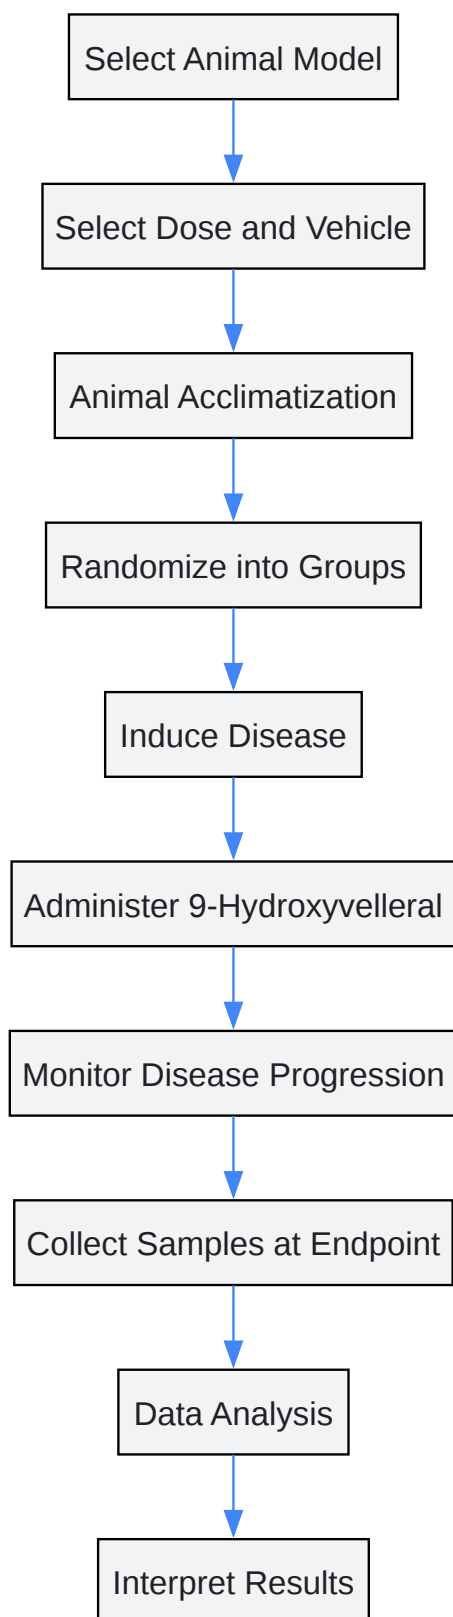 Select Animal Model
Select Dose and Vehicle
Animal Acclimatization
Randomize into Groups
Induce Disease
Administer 9-Hydroxyvelleral
Monitor Disease Progression
Collect Samples at Endpoint
Data Analysis
Interpret Results